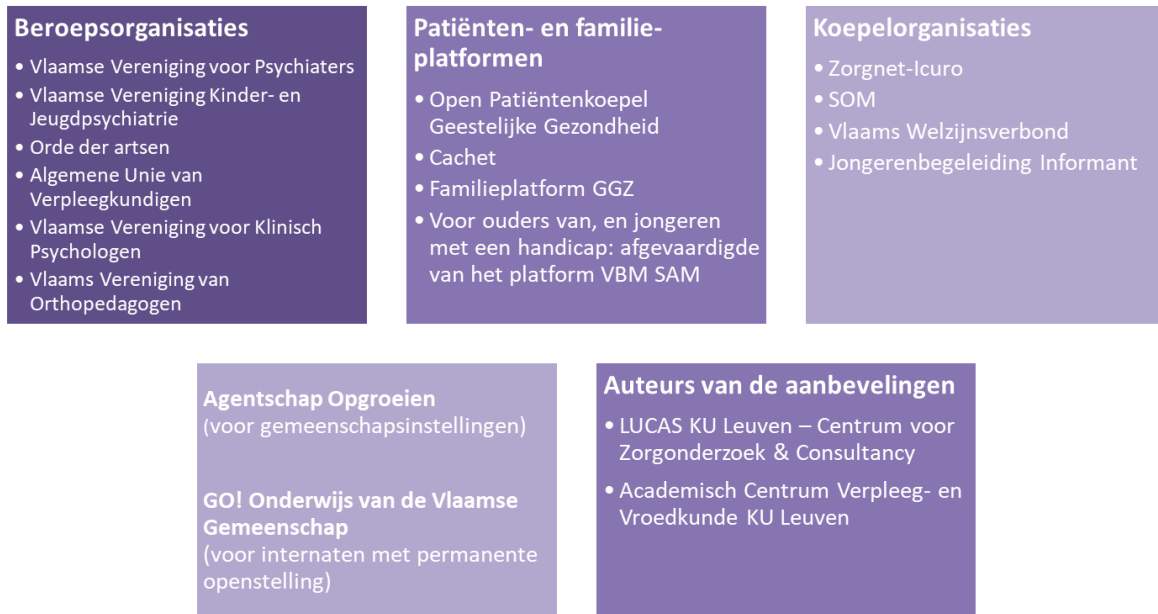 Beroepsorganisaties
• Vlaamse Vereniging voor Psychiaters
• Vlaamse Vereniging Kinder- en
Jeugdpsychiatrie
• Orde der artsen
• Algemene Unie van
Verpleegkundigen
• Vlaamse Vereniging voor Klinisch
Psychologen
• Vlaams Vereniging van
Orthopedagogen
Patiënten- en familie-
platformen
• Open Patiëntenkoepel
Geestelijke Gezondheid
• Cachet
• Familieplatform GGZ
• Voor ouders van, en jongeren
met een handicap: afgevaardigde
van het platform VBM SAM
Koepelorganisaties
• Zorgnet-Icuro
• SOM
• Vlaams Welzijnsverbond
• Jongerenbegeleiding Informant
Agentschap Opgroeien
(voor gemeenschapsinstellingen)
GO! Onderwijs van de Vlaamse
Gemeenschap
(voor internaten met permanente
openstelling)
Auteurs van de aanbevelingen
• LUCAS KU Leuven – Centrum voor
Zorgonderzoek & Consultancy
• Academisch Centrum Verpleeg- en
Vroedkunde KU Leuven